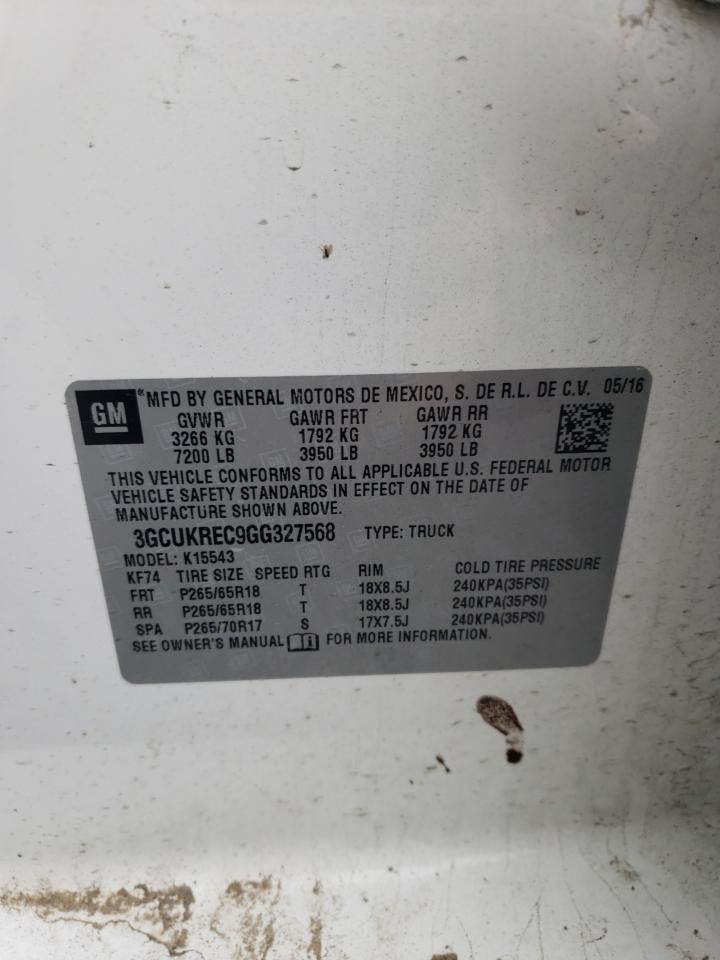 GM ® MFD BY GENERAL MOTORS DE MEXICO, S. DE R.L. DE C.V. 05/16
GVWR GAWR FRT GAWR RR
3266 KG 1792 KG 1792 KG
7200 LB 3950 LB 3950 LB
THIS VEHICLE CONFORMS TO ALL APPLICABLE U.S. FEDERAL MOTOR
VEHICLE SAFETY STANDARDS IN EFFECT ON THE DATE OF
MANUFACTURE SHOWN ABOVE.
3GCUKREC9GG327568 TYPE: TRUCK
MODEL: K15543
KF74 TIRE SIZE SPEED RTG RIM COLD TIRE PRESSURE
FRT P265/65R18 T 18X8.5J 240KPA(35PSI)
RR P265/65R18 T 18X8.5J 240KPA(35PSI)
SPA P265/70R17 S 17X7.5J 240KPA(35PSI)
SEE OWNER'S MANUAL i FOR MORE INFORMATION.